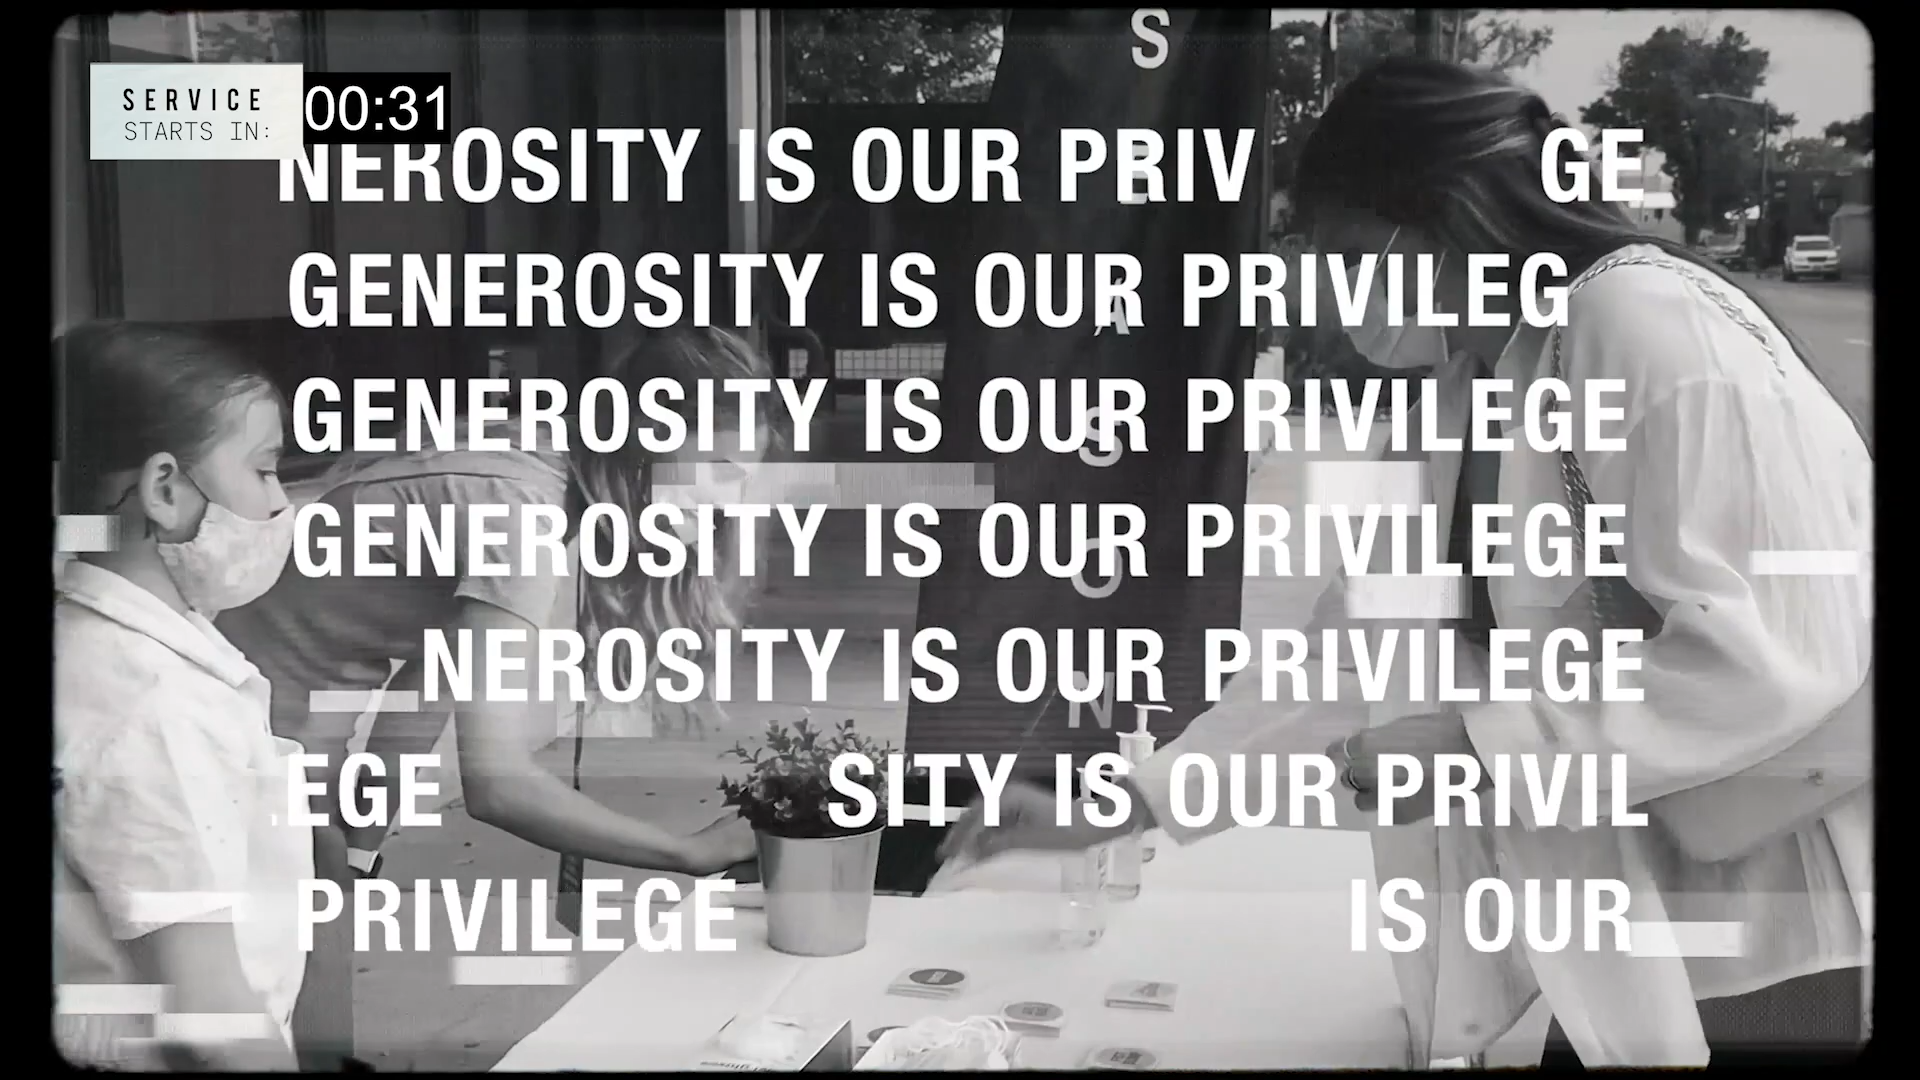 SERVICE
STARTS IN:
00:31
NEROSITY IS OUR PRIV GE
GENEROSITY IS OUR PRIVILEG
GENEROSITY IS OUR PRIVILEGE
GENEROSITY IS OUR PRIVILEGE
NEROSITY IS OUR PRIVILEGE
EGE SITY IS OUR PRIVIL
PRIVILEGE IS OUR
S
E
A
S
O
N
S